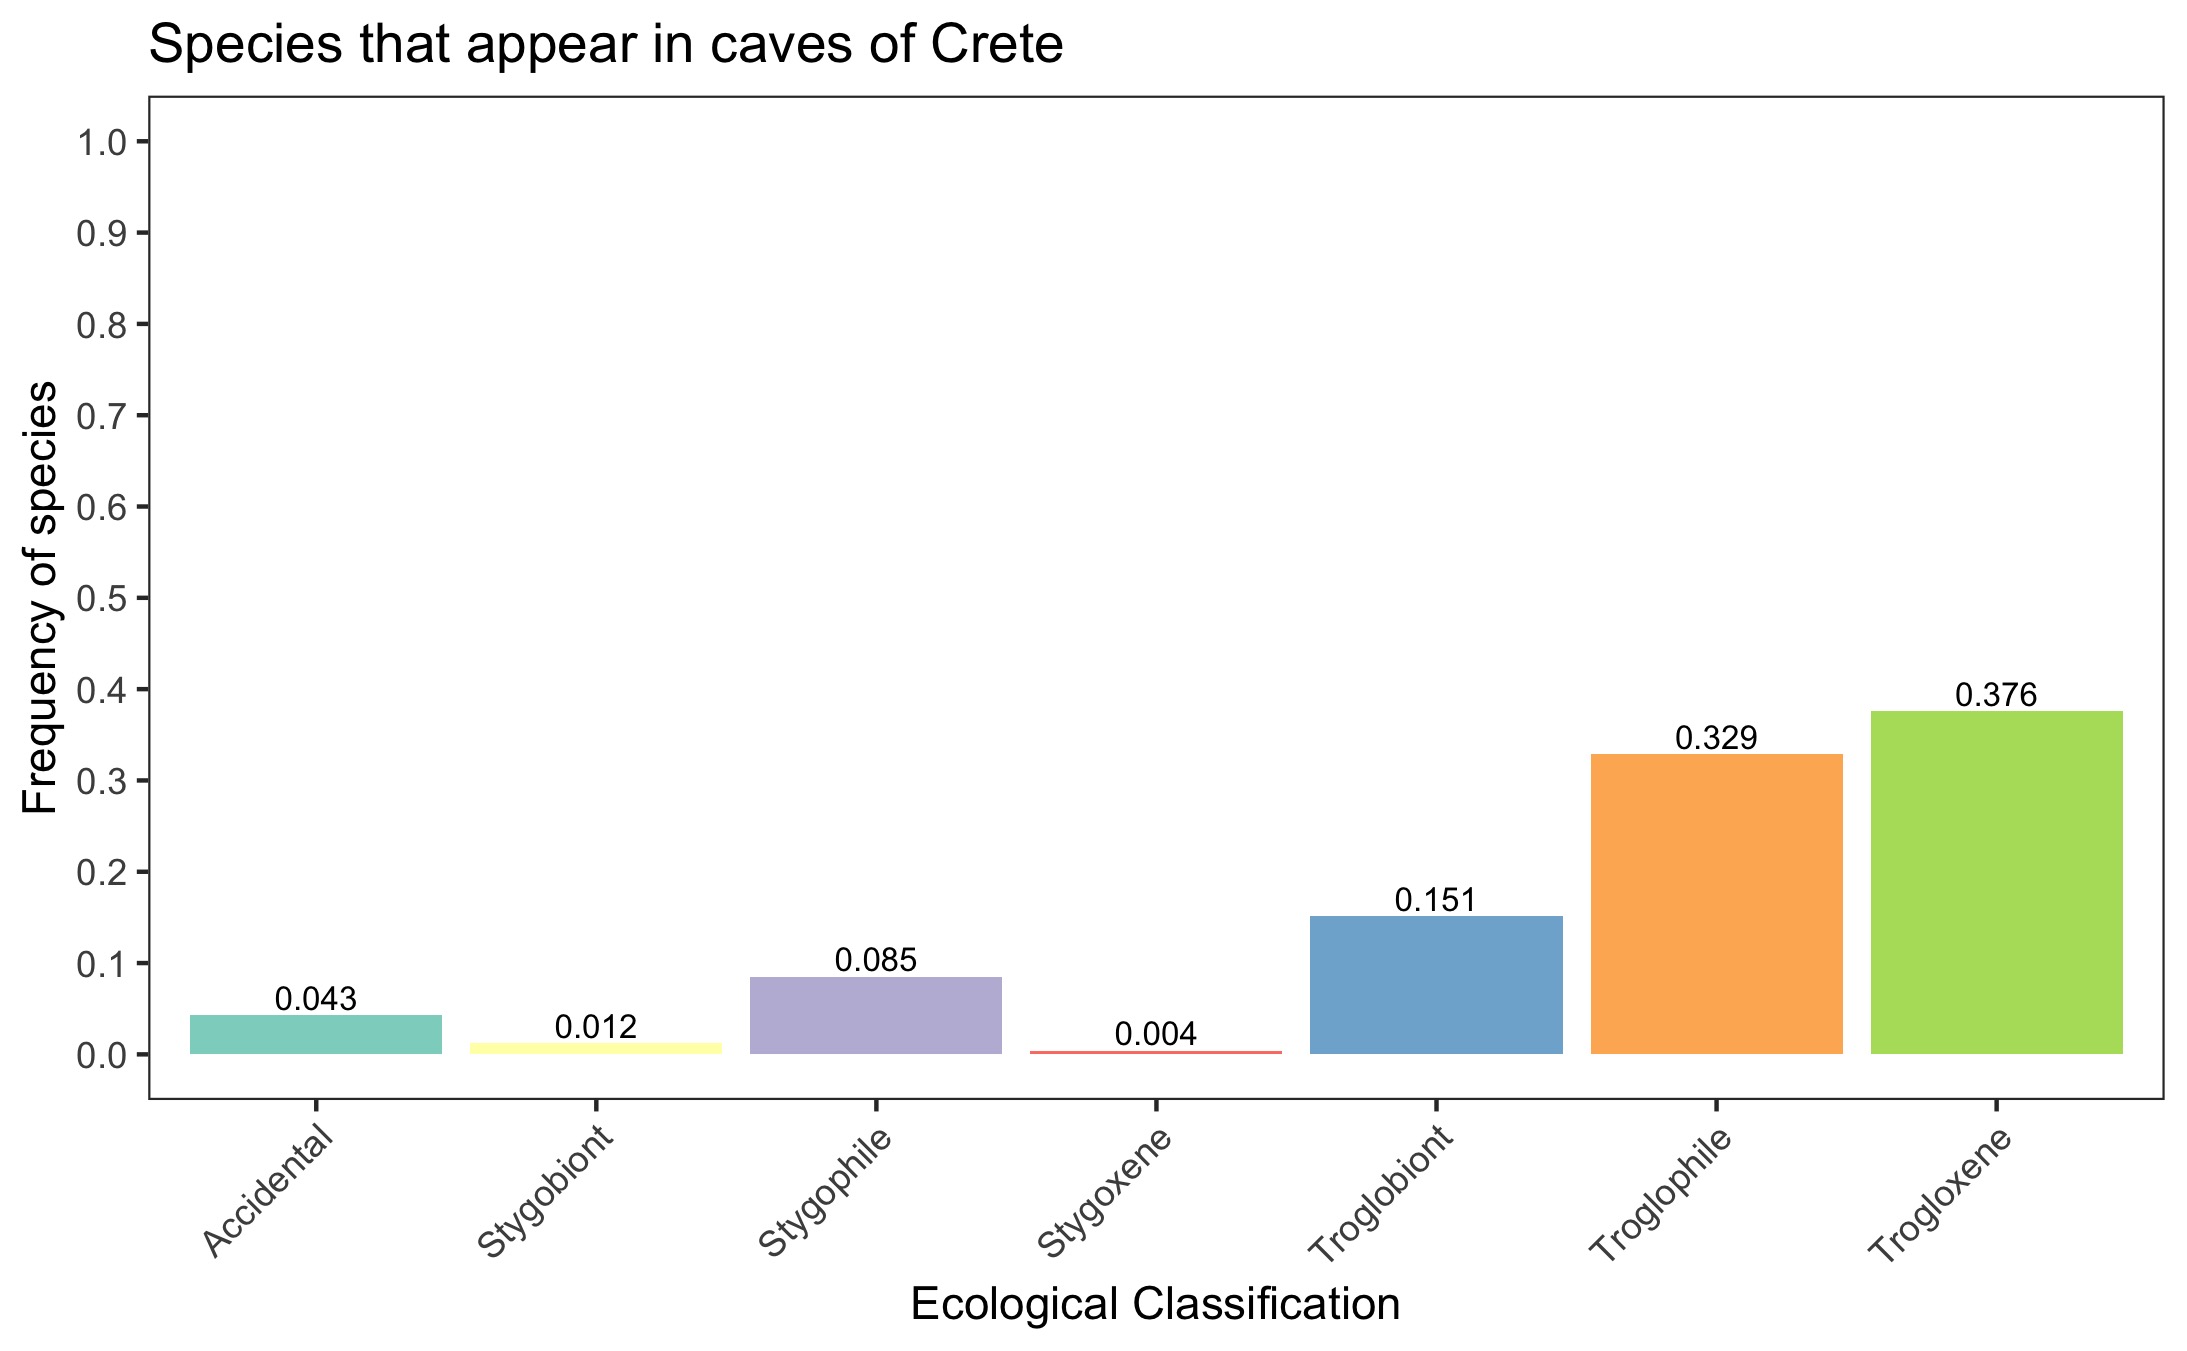 Species that appear in caves of Crete
Frequency of species
1.0
0.9
0.8
0.7
0.6
0.5
0.4
0.3
0.2
0.1
0.0
0.043
0.012
0.085
0.004
0.151
0.329
0.376
Accidental
Stygobiont
Stygophile
Stygoxene
Troglobiont
Troglophile
Trogloxene
Ecological Classification